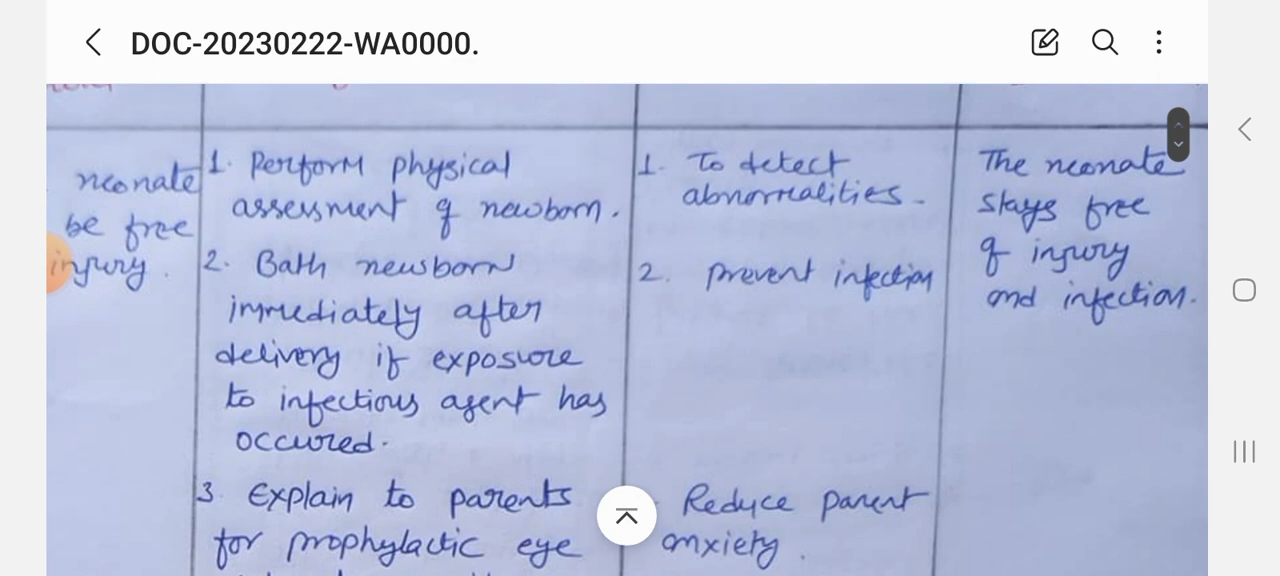 DOC-20230222-WA0000.
neonate
be free
injury.
1. Perform physical
assessment of newborn.
2. Bath newborn
immediately after
delivery if exposure
to infectious agent has
occured.
3. Explain to parents
for prophylactic eye
1. To detect
abnormalities.
2. prevent infection
Reduce parent
anxiety.
The neonate
stays free
of injury
and infection.